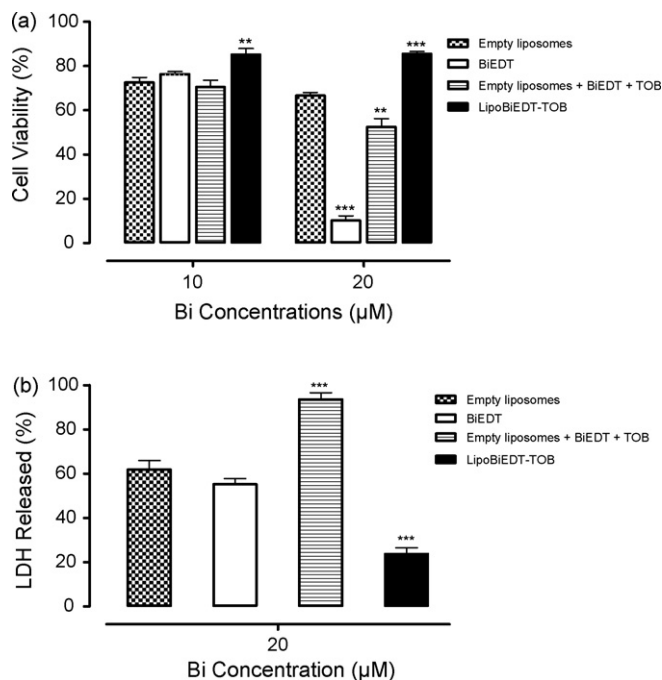 (a)
100
80
60
40
20
0
Cell Viability (%)
**
***
**
***
10
20
Bi Concentrations (µM)
Empty liposomes
BiEDT
Empty liposomes + BiEDT + TOB
LipoBiEDT-TOB
(b)
100
80
60
40
20
0
LDH Released (%)
***
***
20
Bi Concentration (µM)
Empty liposomes
BiEDT
Empty liposomes + BiEDT + TOB
LipoBiEDT-TOB